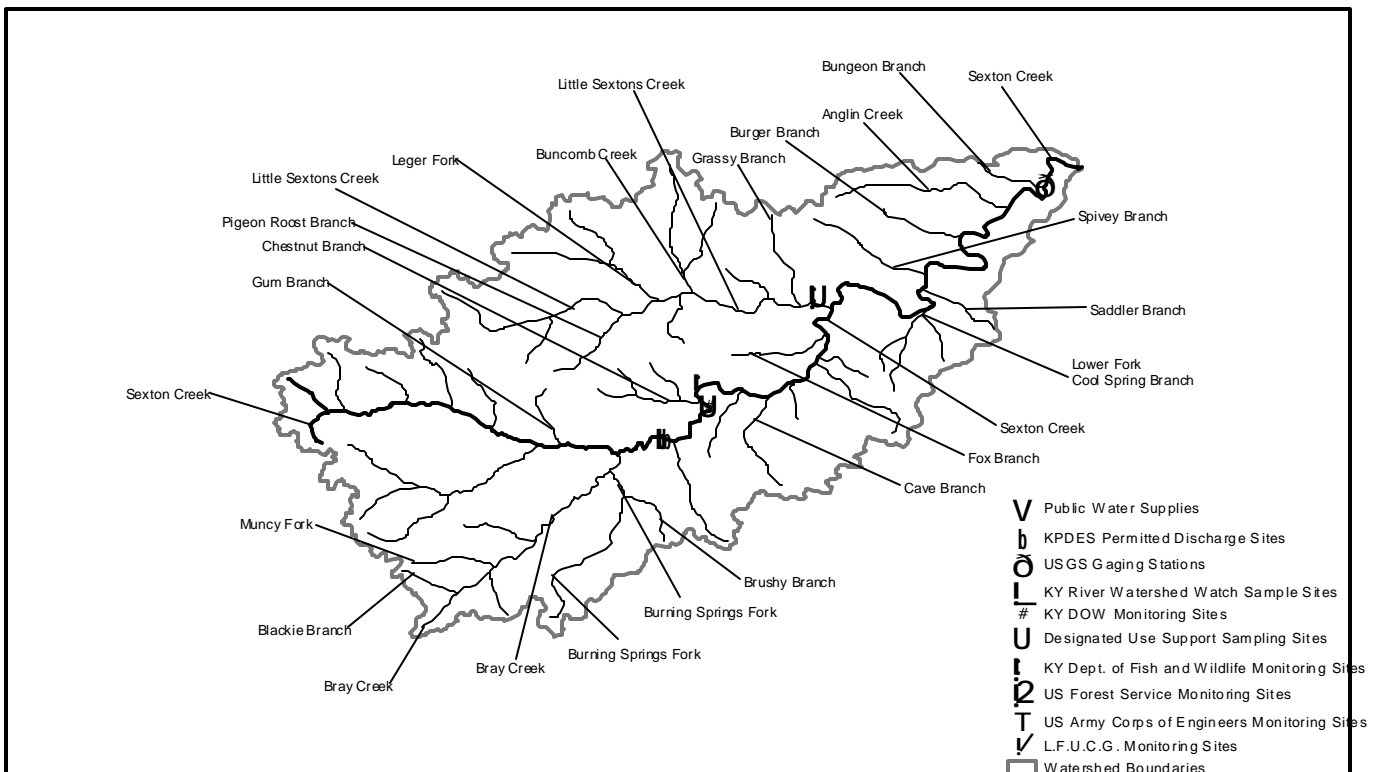 Bungeon Branch
Sexton Creek
Little Sextons Creek
Anglin Creek
Burger Branch
Buncomb Creek
Grassy Branch
Leger Fork
Little Sextons Creek
Pigeon Roost Branch
Spivey Branch
Chestnut Branch
Gum Branch
Saddler Branch
Lower Fork
Cool Spring Branch
Sexton Creek
Sexton Creek
Fox Branch
Cave Branch
Muncy Fork
Brushy Branch
Burning Springs Fork
Blackie Branch
Burning Springs Fork
Bray Creek
Bray Creek
V Public Water Supplies
b KPDES Permitted Discharge Sites
ð USGS Gaging Stations
L KY River Watershed Watch Sample Sites
# KY DOW Monitoring Sites
U Designated Use Support Sampling Sites
KY Dept. of Fish and Wildlife Monitoring Sites
US Forest Service Monitoring Sites
T US Army Corps of Engineers Monitoring Sites
L.F.U.C.G. Monitoring Sites
Watershed Boundaries